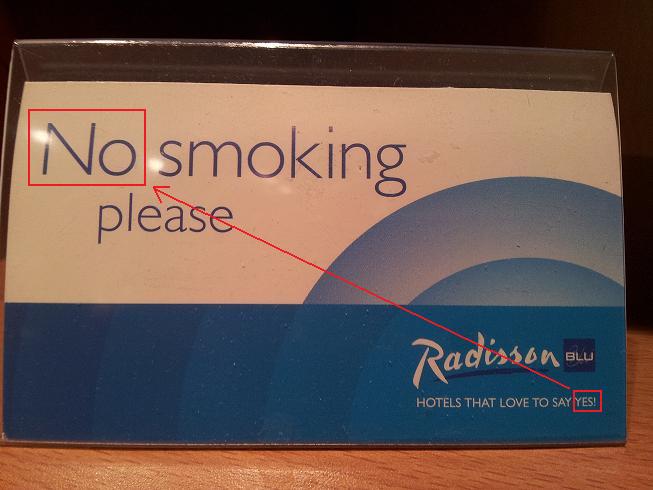 No smoking
please
Radisson BLU
HOTELS THAT LOVE TO SAY YES!